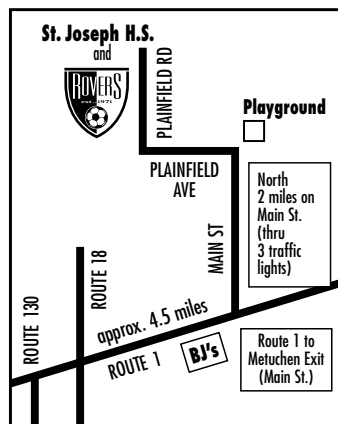 St. Joseph H.S.
and
ROVERS
EST. 1971
PLAINFIELD RD
Playground
PLAINFIELD
AVE
MAIN ST
North
2 miles on
Main St.
(thru
3 traffic
lights)
ROUTE 18
ROUTE 130
approx. 4.5 miles
ROUTE 1
BJ's
Route 1 to
Metuchen Exit
(Main St.)